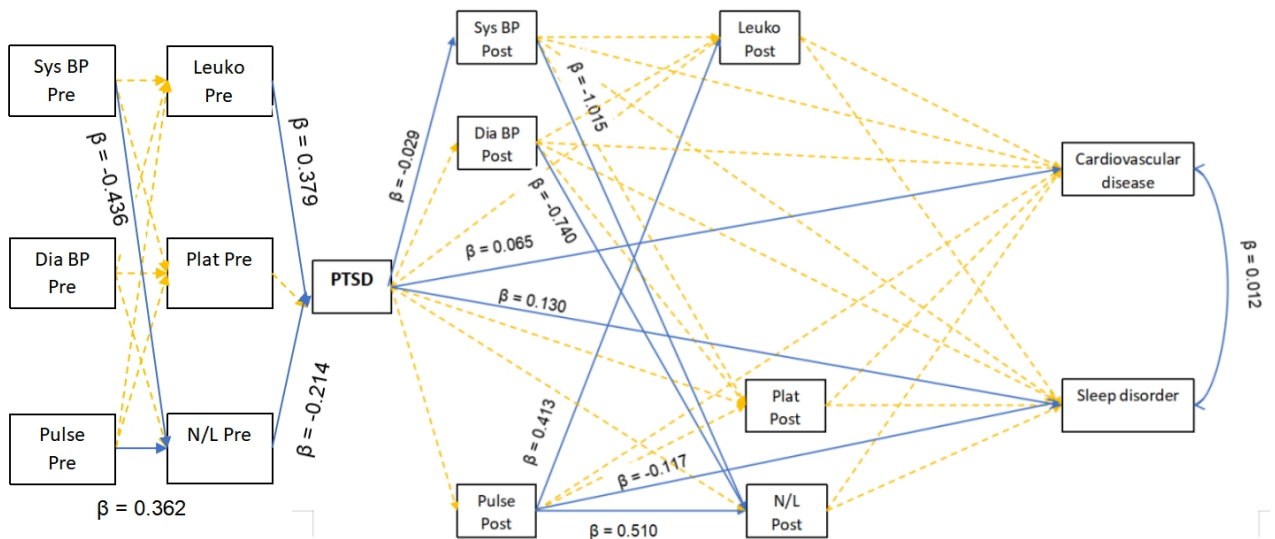 Sys BP
Pre
Leuko
Pre
β = -0.436
β = 0.379
Dia BP
Pre
Plat Pre
Pulse
Pre
N/L Pre
β = 0.362
β = -0.214
PTSD
Sys BP
Post
Leuko
Post
β = -0.029
β = -1.015
Dia BP
Post
β = -0.740
β = 0.065
β = 0.130
Cardiovascular
disease
β = 0.012
Plat
Post
Sleep disorder
β = 0.413
β = -0.117
Pulse
Post
N/L
Post
β = 0.510